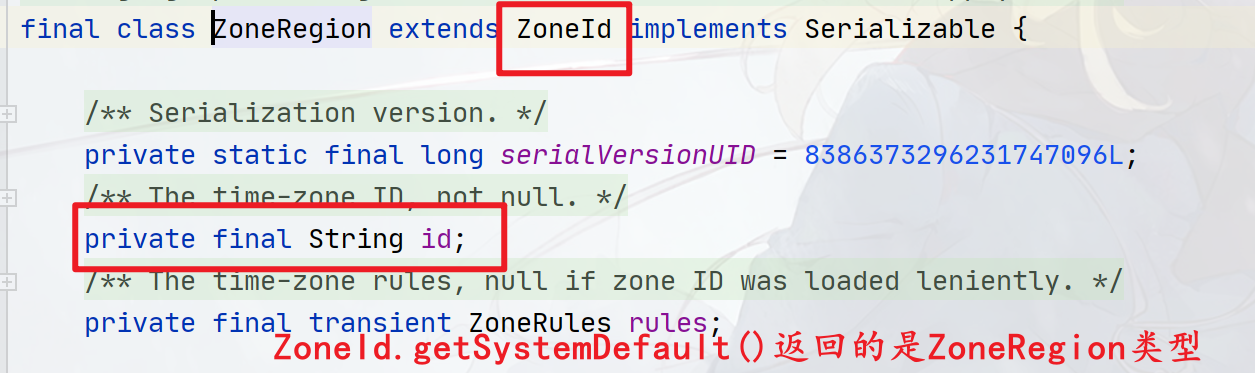 final class ZoneRegion extends ZoneId implements Serializable {
/** Serialization version. */
private static final long serialVersionUID = 8386373296231747096L;
/** The time-zone ID, not null. */
private final String id;
/** The time-zone rules, null if zone ID was loaded leniently. */
private final transient ZoneRules rules;
ZoneId.getSystemDefault()返回的是ZoneRegion类型